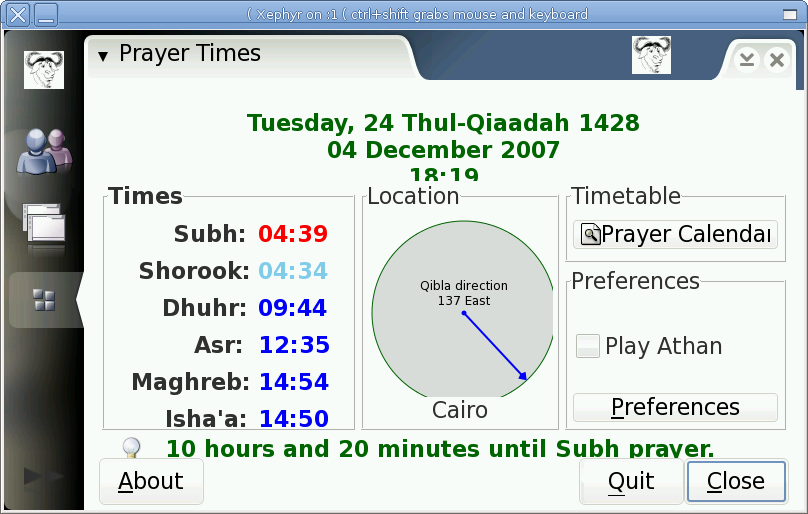 ( Xephyr on :1 ( ctrl+shift grabs mouse and keyboard
Prayer Times
Tuesday, 24 Thul-Qiaadah 1428
04 December 2007
18:19
Times
Subh: 04:39
Shorook: 04:34
Dhuhr: 09:44
Asr: 12:35
Maghreb: 14:54
Isha'a: 14:50
Location
Qibla direction
137 East
Cairo
Timetable
Prayer Calendar
Preferences
Play Athan
Preferences
10 hours and 20 minutes until Subh prayer.
About
Quit
Close